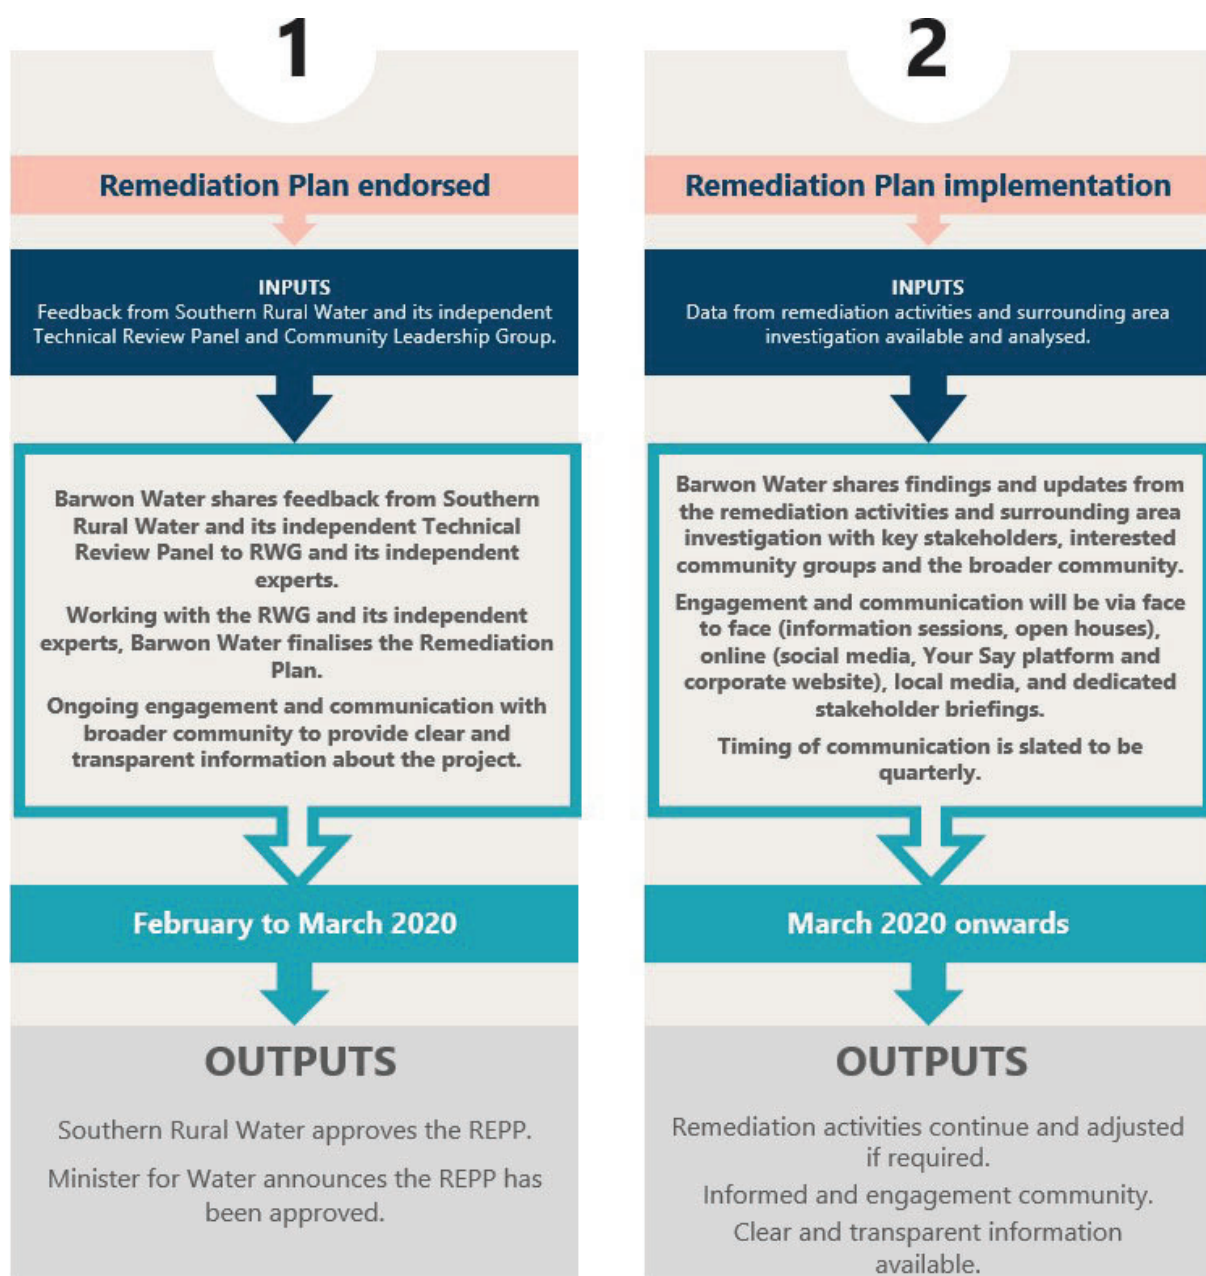 1
Remediation Plan endorsed
INPUTS
Feedback from Southern Rural Water and its independent
Technical Review Panel and Community Leadership Group.
Barwon Water shares feedback from Southern
Rural Water and its independent Technical
Review Panel to RWG and its independent
experts.
Working with the RWG and its independent
experts, Barwon Water finalises the Remediation
Plan.
Ongoing engagement and communication with
broader community to provide clear and
transparent information about the project.
February to March 2020
OUTPUTS
Southern Rural Water approves the REPP.
Minister for Water announces the REPP has
been approved.
2
Remediation Plan implementation
INPUTS
Data from remediation activities and surrounding area
investigation available and analysed.
Barwon Water shares findings and updates from
the remediation activities and surrounding area
investigation with key stakeholders, interested
community groups and the broader community.
Engagement and communication will be via face
to face (information sessions, open houses),
online (social media, Your Say platform and
corporate website), local media, and dedicated
stakeholder briefings.
Timing of communication is slated to be
quarterly.
March 2020 onwards
OUTPUTS
Remediation activities continue and adjusted
if required.
Informed and engagement community.
Clear and transparent information
available.